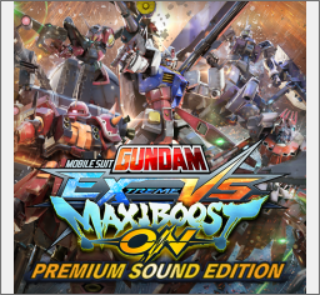 MOBILE SUIT GUNDAM
EXTREME VS
MAXIBOOST
ON
PREMIUM SOUND EDITION